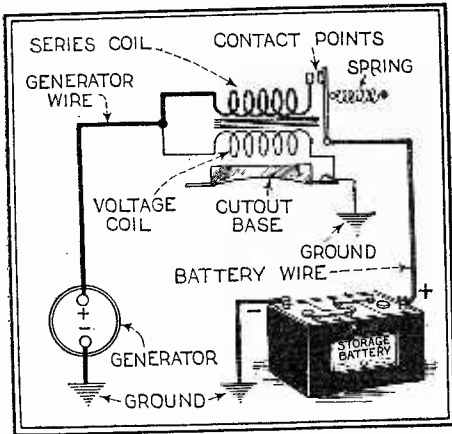 SERIES COIL
CONTACT POINTS
GENERATOR
WIRE
SPRING
VOLTAGE
COIL
CUTOUT
BASE
GROUND
BATTERY WIRE
+
-
+
-
STORAGE
BATTERY
GENERATOR
GROUND